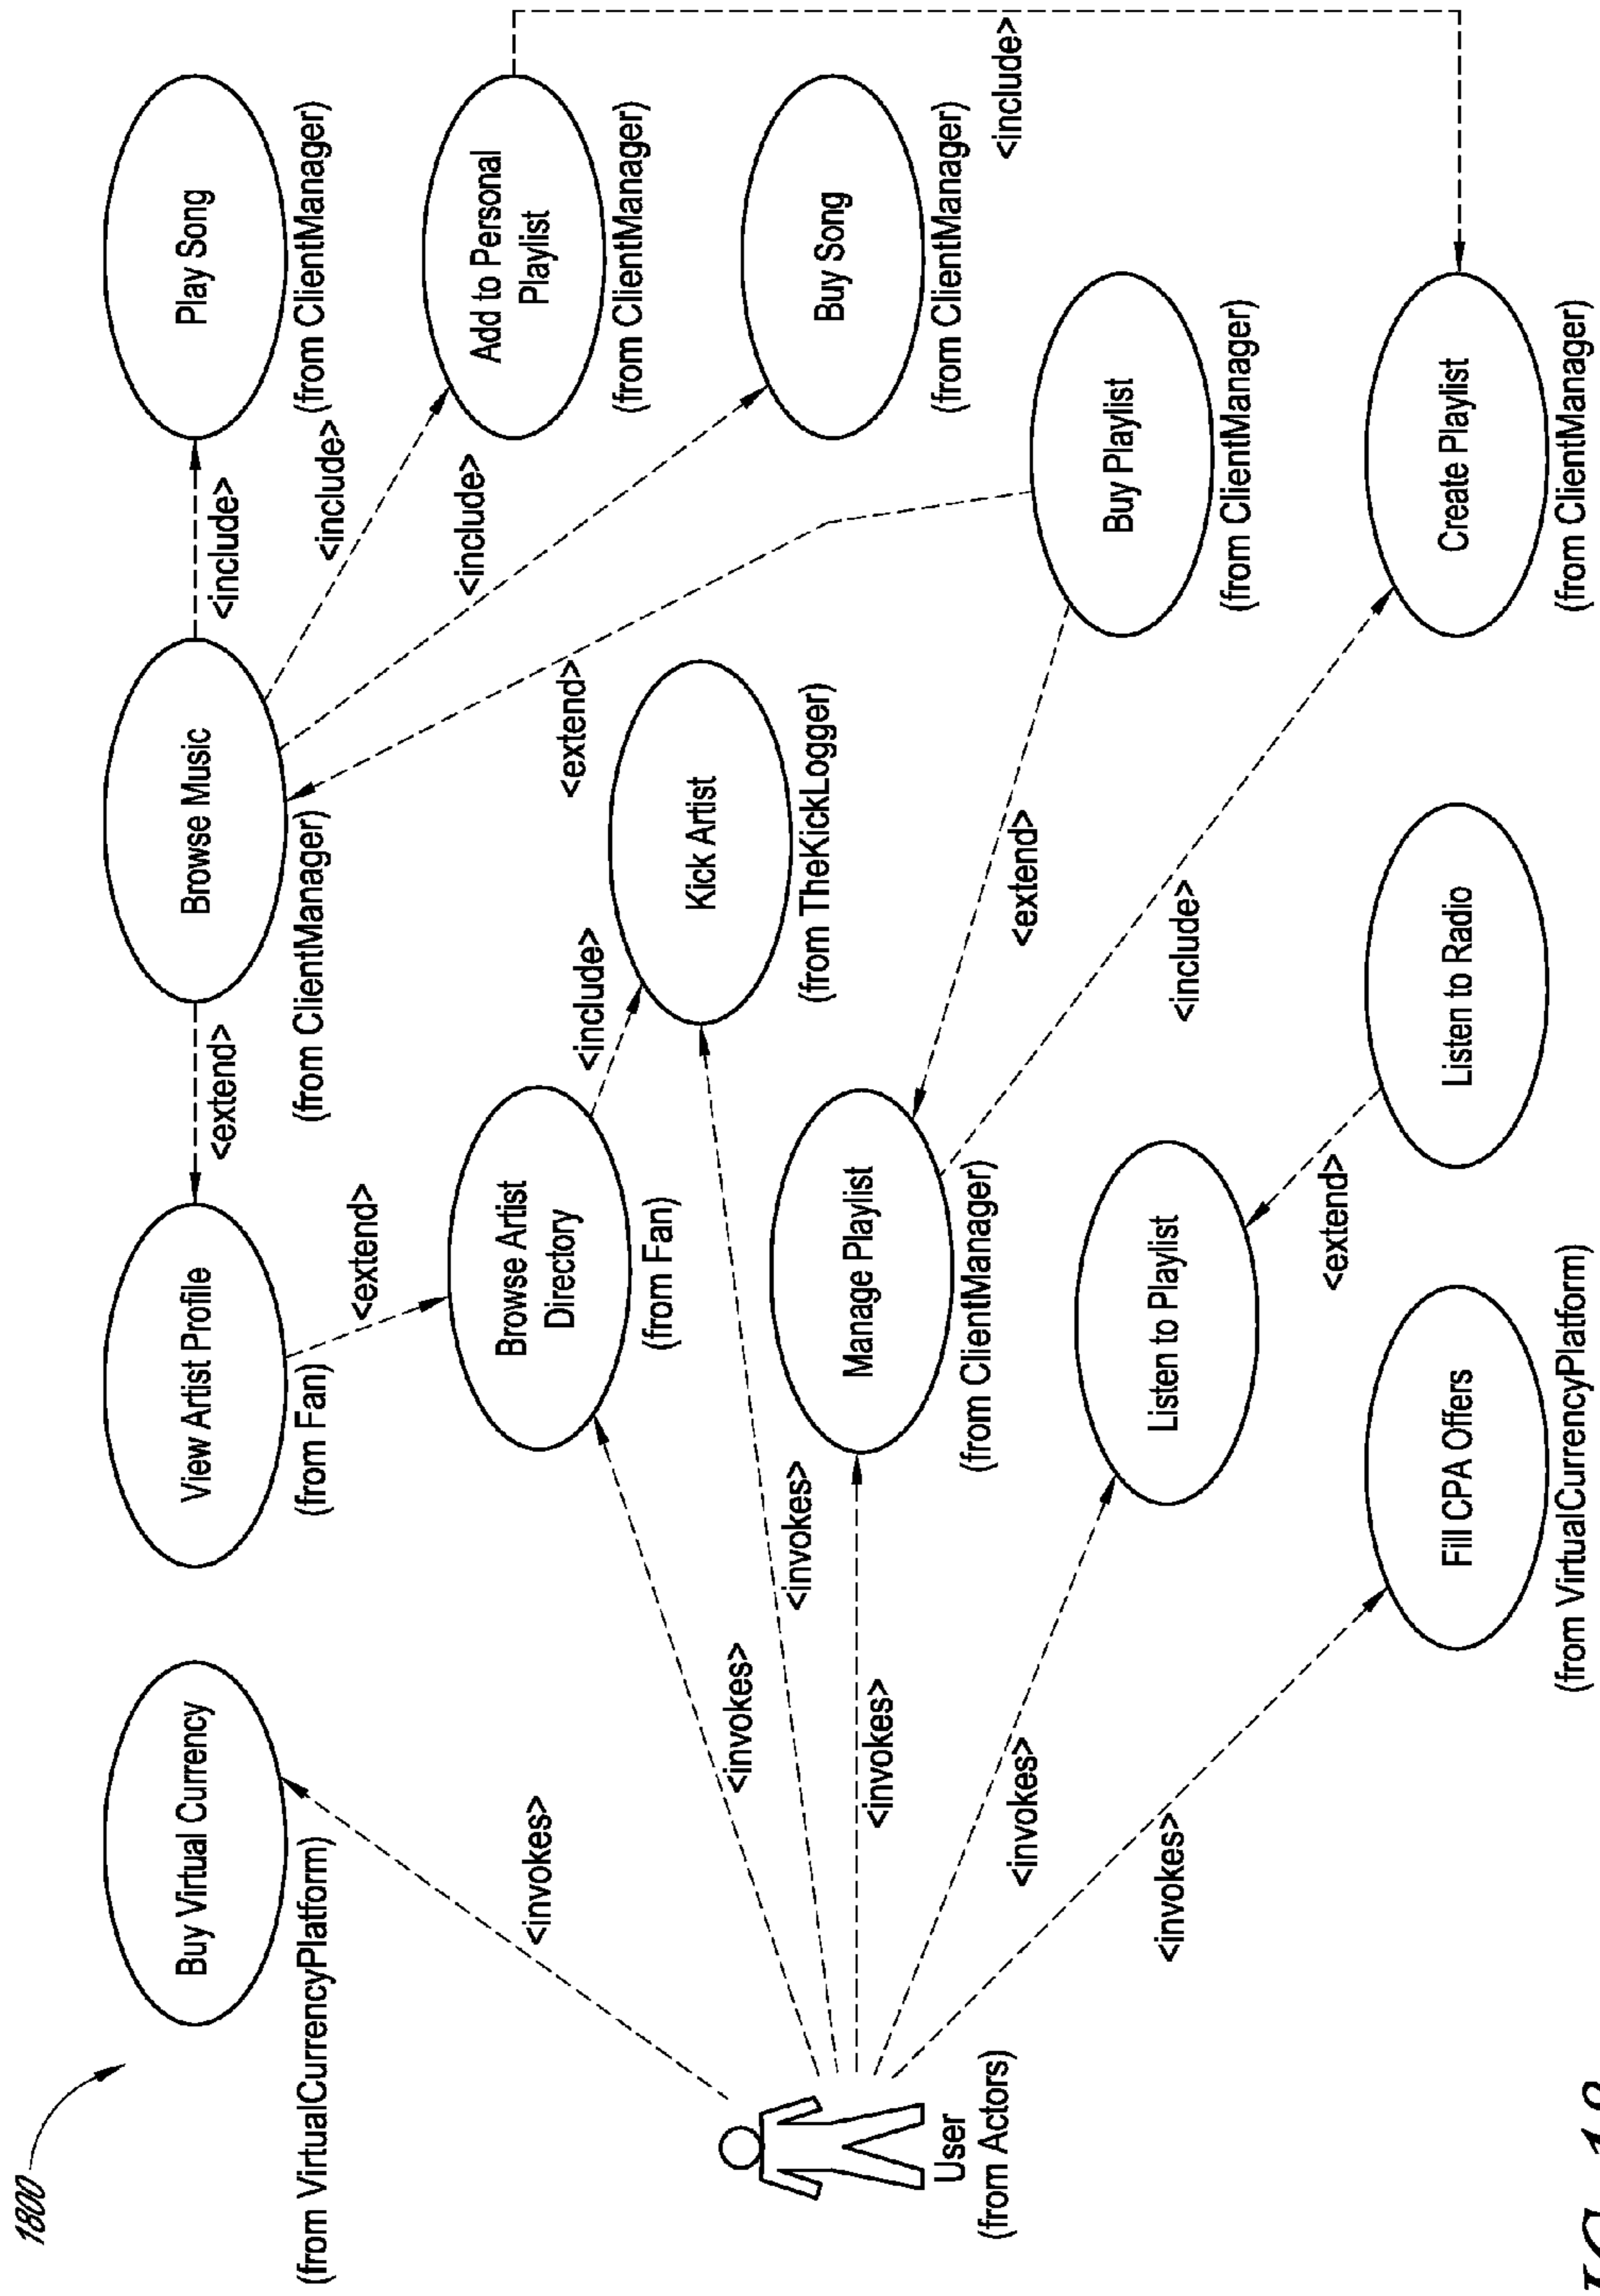 1800
Buy Virtual Currency
(from VirtualCurrencyPlatform)
View Artist Profile
(from Fan)
<extend>
Browse Music
(from ClientManager)
<include>
Play Song
(from ClientManager)
<include>
Add to Personal
Playlist
(from ClientManager)
<include>
Buy Song
(from ClientManager)
<include>
<extend>
Browse Artist
Directory
(from Fan)
<include>
Kick Artist
(from TheKickLogger)
<extend>
Buy Playlist
(from ClientManager)
<extend>
<invokes>
<invokes>
<invokes>
<invokes>
<invokes>
<invokes>
User
(from Actors)
Manage Playlist
(from ClientManager)
<include>
Create Playlist
(from ClientManager)
Listen to Playlist
<extend>
Listen to Radio
Fill CPA Offers
(from VirtualCurrencyPlatform)